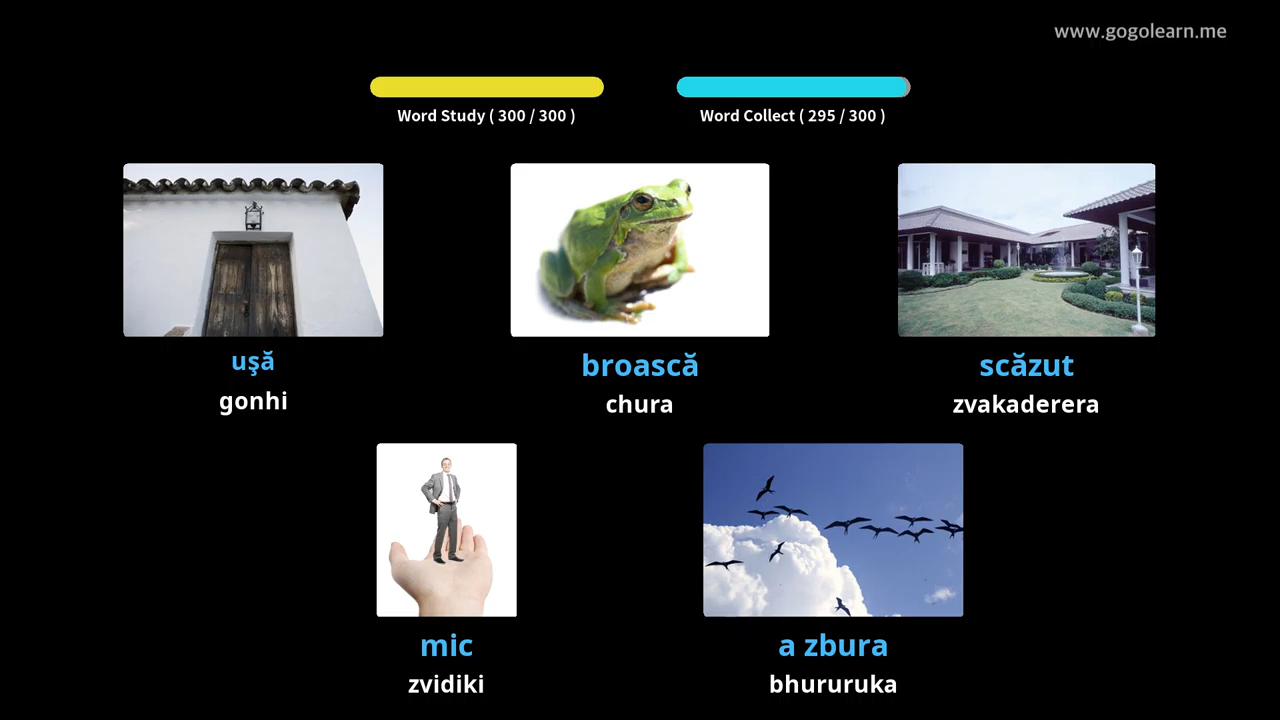 www.gogolearn.me
Word Study ( 300 / 300 )
Word Collect ( 295 / 300 )
uşă
gonhi
broască
chura
scăzut
zvakaderera
mic
zvidiki
a zbura
bhururuka